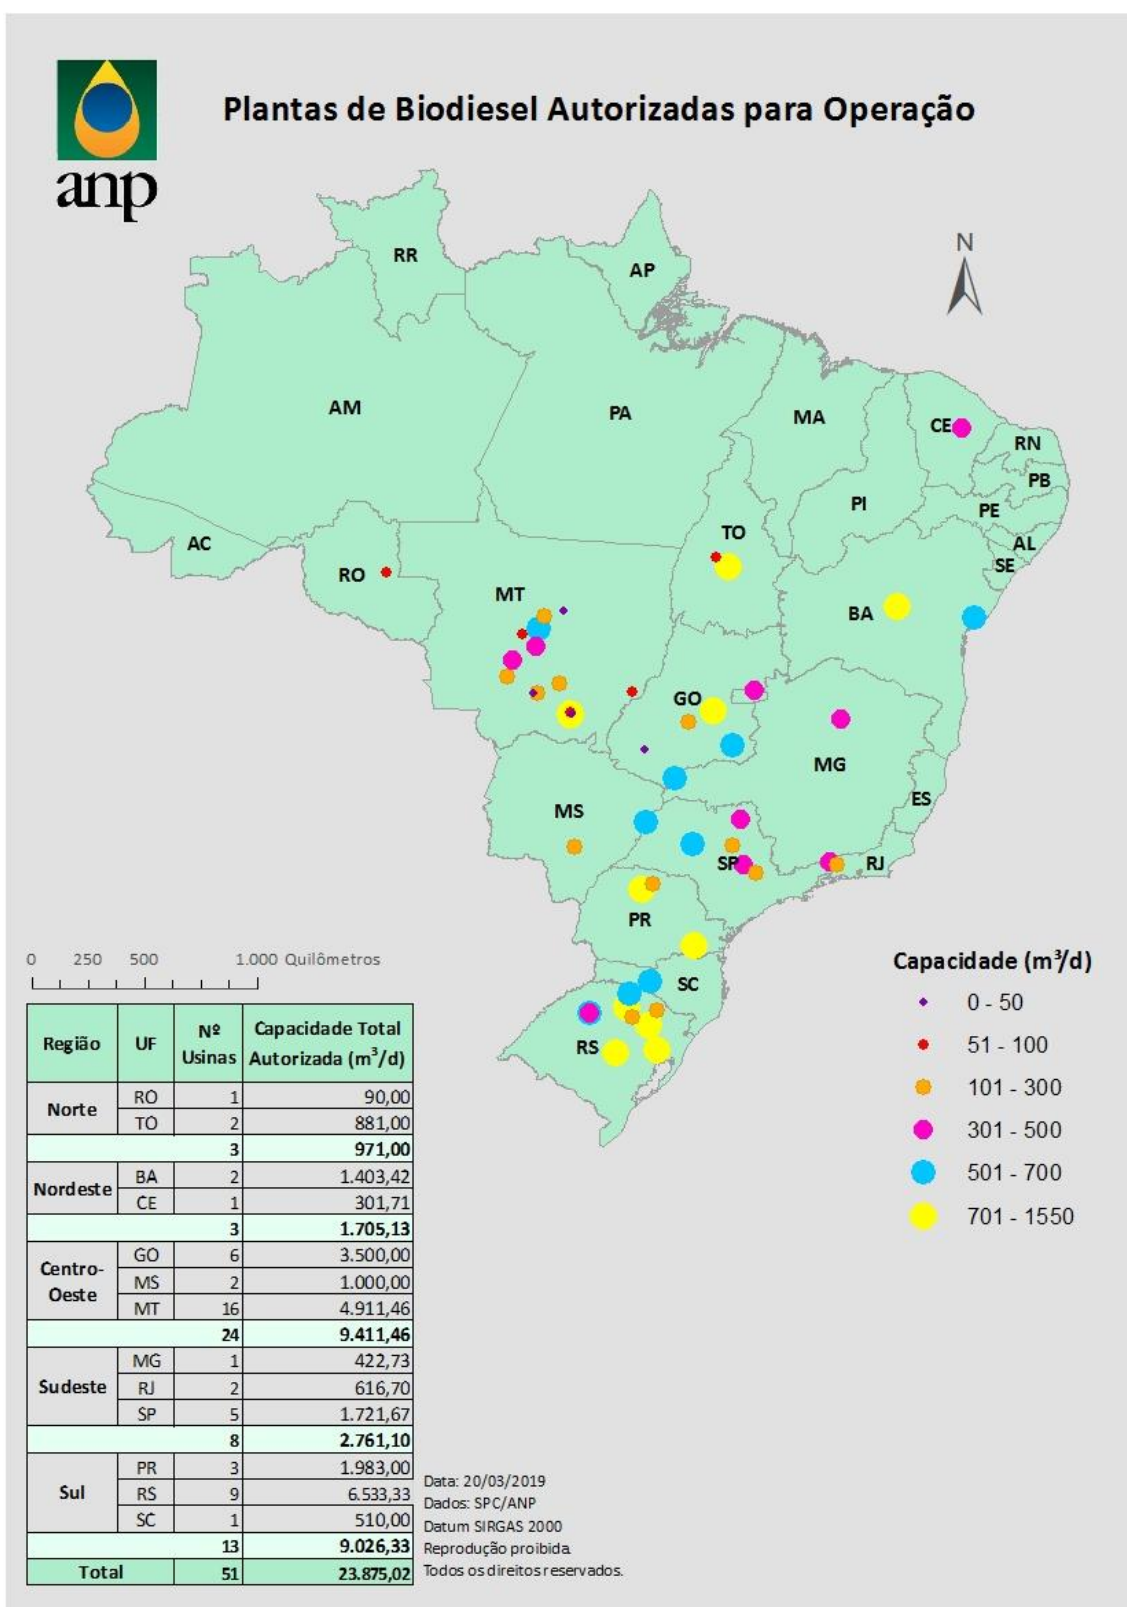 Plantas de Biodiesel Autorizadas para Operação
anp
N
RR
AP
AM
PA
MA
CE
RN
PB
PI
PE
AL
SE
AC
RO
TO
MT
BA
GO
MG
ES
MS
SP
RJ
PR
SC
RS
0 250 500 1.000 Quilômetros
Capacidade (m³/d)
0 - 50
51 - 100
101 - 300
301 - 500
501 - 700
701 - 1550
Região UF Nº Usinas Capacidade Total Autorizada (m³/d)
Norte RO 1 90,00
TO 2 881,00
3 971,00
Nordeste BA 2 1.403,42
CE 1 301,71
3 1.705,13
Centro-Oeste GO 6 3.500,00
MS 2 1.000,00
MT 16 4.911,46
24 9.411,46
Sudeste MG 1 422,73
RJ 2 616,70
SP 5 1.721,67
8 2.761,10
Sul PR 3 1.983,00
RS 9 6.533,33
SC 1 510,00
13 9.026,33
Total 51 23.875,02
Data: 20/03/2019
Dados: SPC/ANP
Datum SIRGAS 2000
Reprodução proibida.
Todos os direitos reservados.